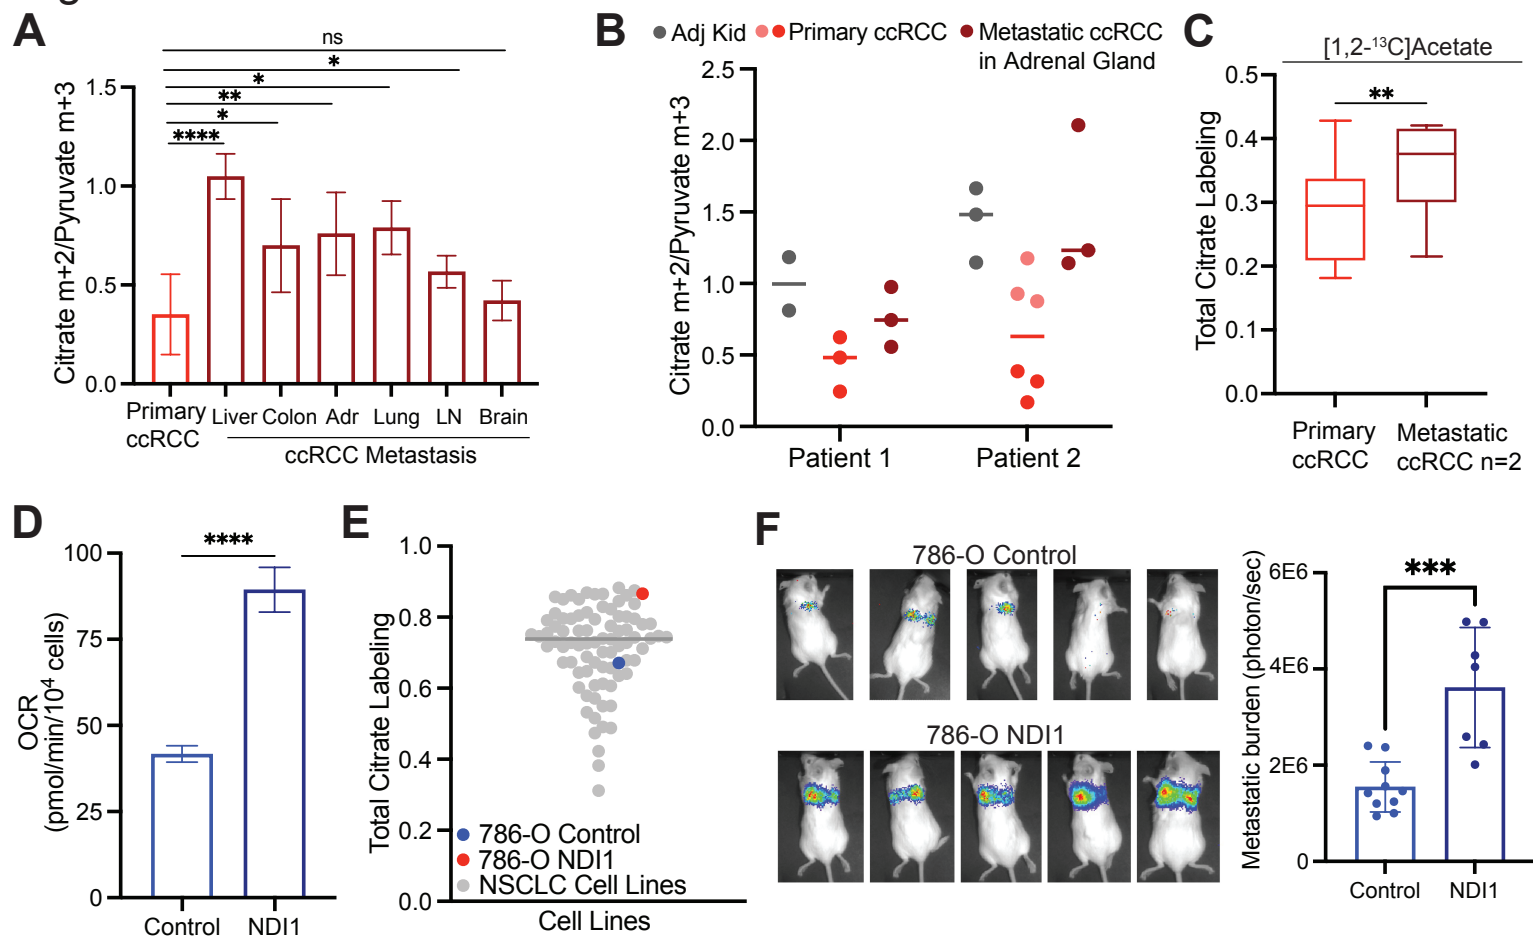 A
ns
*
*
**
*
****
Citrate m+2/Pyruvate m+3
1.5
1.0
0.5
0.0
Primary
ccRCC
Liver Colon Adr Lung LN Brain
ccRCC Metastasis
B
Adj Kid Primary ccRCC Metastatic ccRCC
in Adrenal Gland
Citrate m+2/Pyruvate m+3
2.5
2.0
1.5
1.0
0.5
0.0
Patient 1 Patient 2
C
[1,2-¹³C]Acetate
**
Total Citrate Labeling
0.5
0.4
0.3
0.2
0.1
0.0
Primary
ccRCC
Metastatic
ccRCC n=2
D
****
OCR
(pmol/min/10⁴ cells)
100
75
50
25
0
Control NDI1
E
Total Citrate Labeling
1.0
0.8
0.6
0.4
0.2
0.0
786-O Control
786-O NDI1
NSCLC Cell Lines
Cell Lines
F
786-O Control
786-O NDI1
***
Metastatic burden (photon/sec)
6E6
4E6
2E6
0
Control NDI1